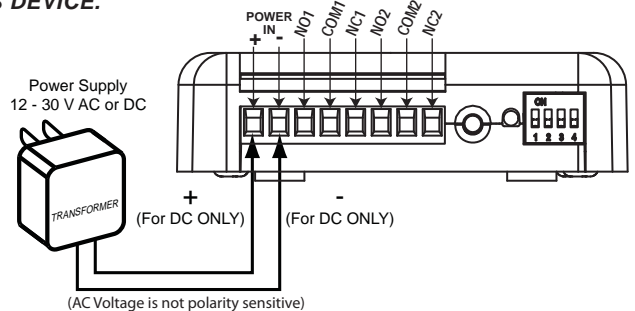 DEVICE.
POWER IN
+ - NO1 COM1 NC1 NO2 COM2 NC2
Power Supply
12 - 30 V AC or DC
ON
1 2 3 4
TRANSFORMER
+ -
(For DC ONLY) (For DC ONLY)
(AC Voltage is not polarity sensitive)